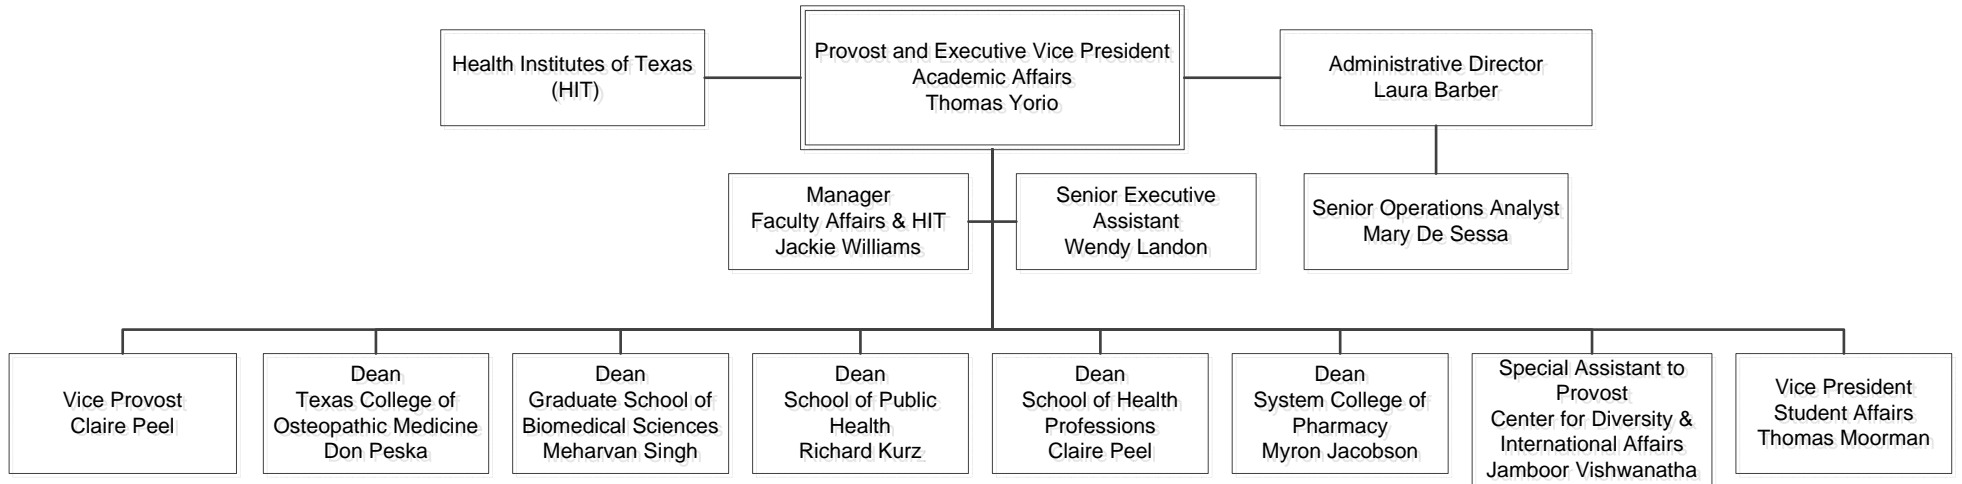 Health Institutes of Texas
(HIT)
Provost and Executive Vice President
Academic Affairs
Thomas Yorio
Administrative Director
Laura Barber
Manager
Faculty Affairs & HIT
Jackie Williams
Senior Executive
Assistant
Wendy Landon
Senior Operations Analyst
Mary De Sessa
Vice Provost
Claire Peel
Dean
Texas College of
Osteopathic Medicine
Don Peska
Dean
Graduate School of
Biomedical Sciences
Meharvan Singh
Dean
School of Public
Health
Richard Kurz
Dean
School of Health
Professions
Claire Peel
Dean
System College of
Pharmacy
Myron Jacobson
Special Assistant to
Provost
Center for Diversity &
International Affairs
Jamboor Vishwanatha
Vice President
Student Affairs
Thomas Moorman